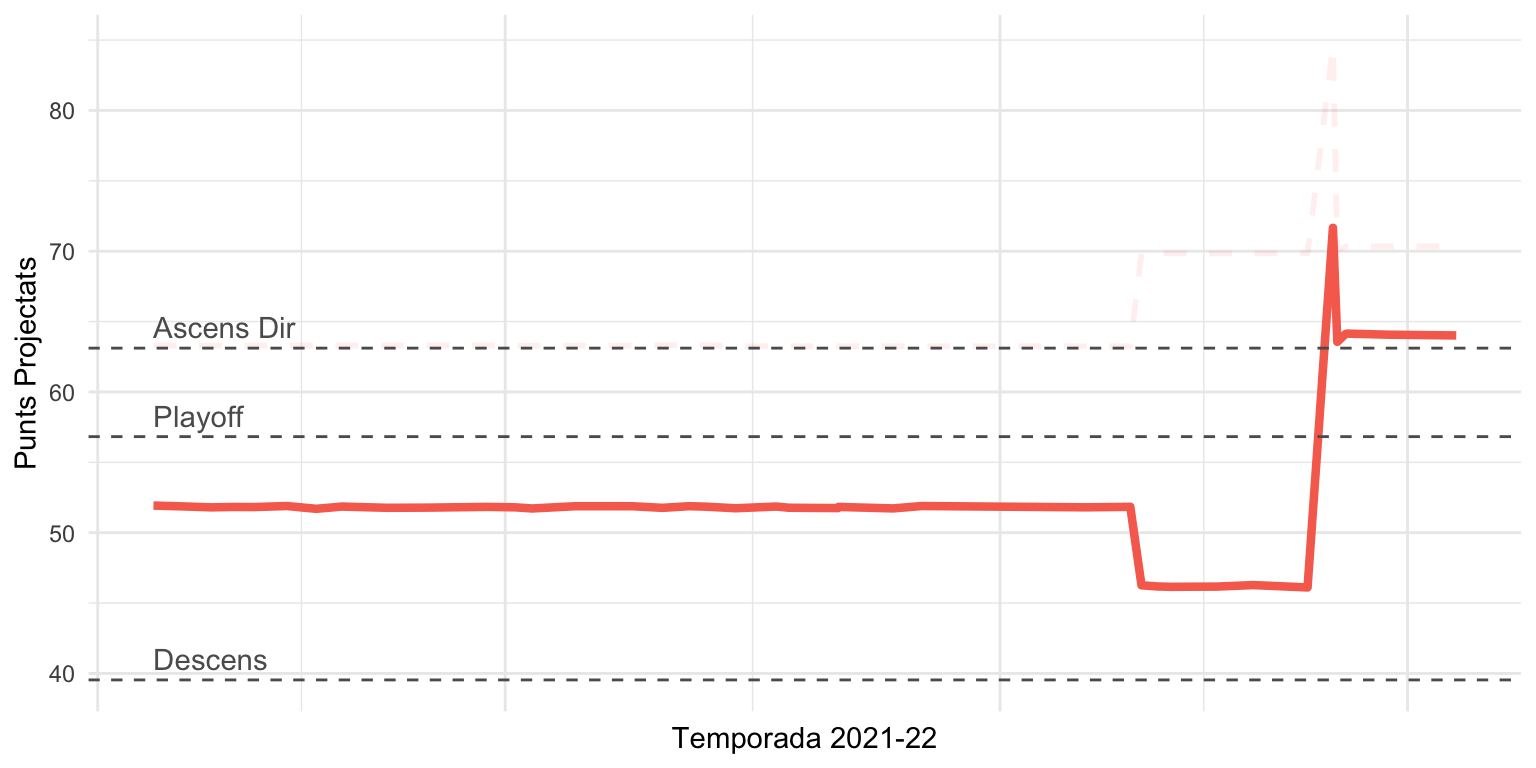 80
70
60
50
40
Punts Projectats
Ascens Dir
Playoff
Descens
Temporada 2021-22